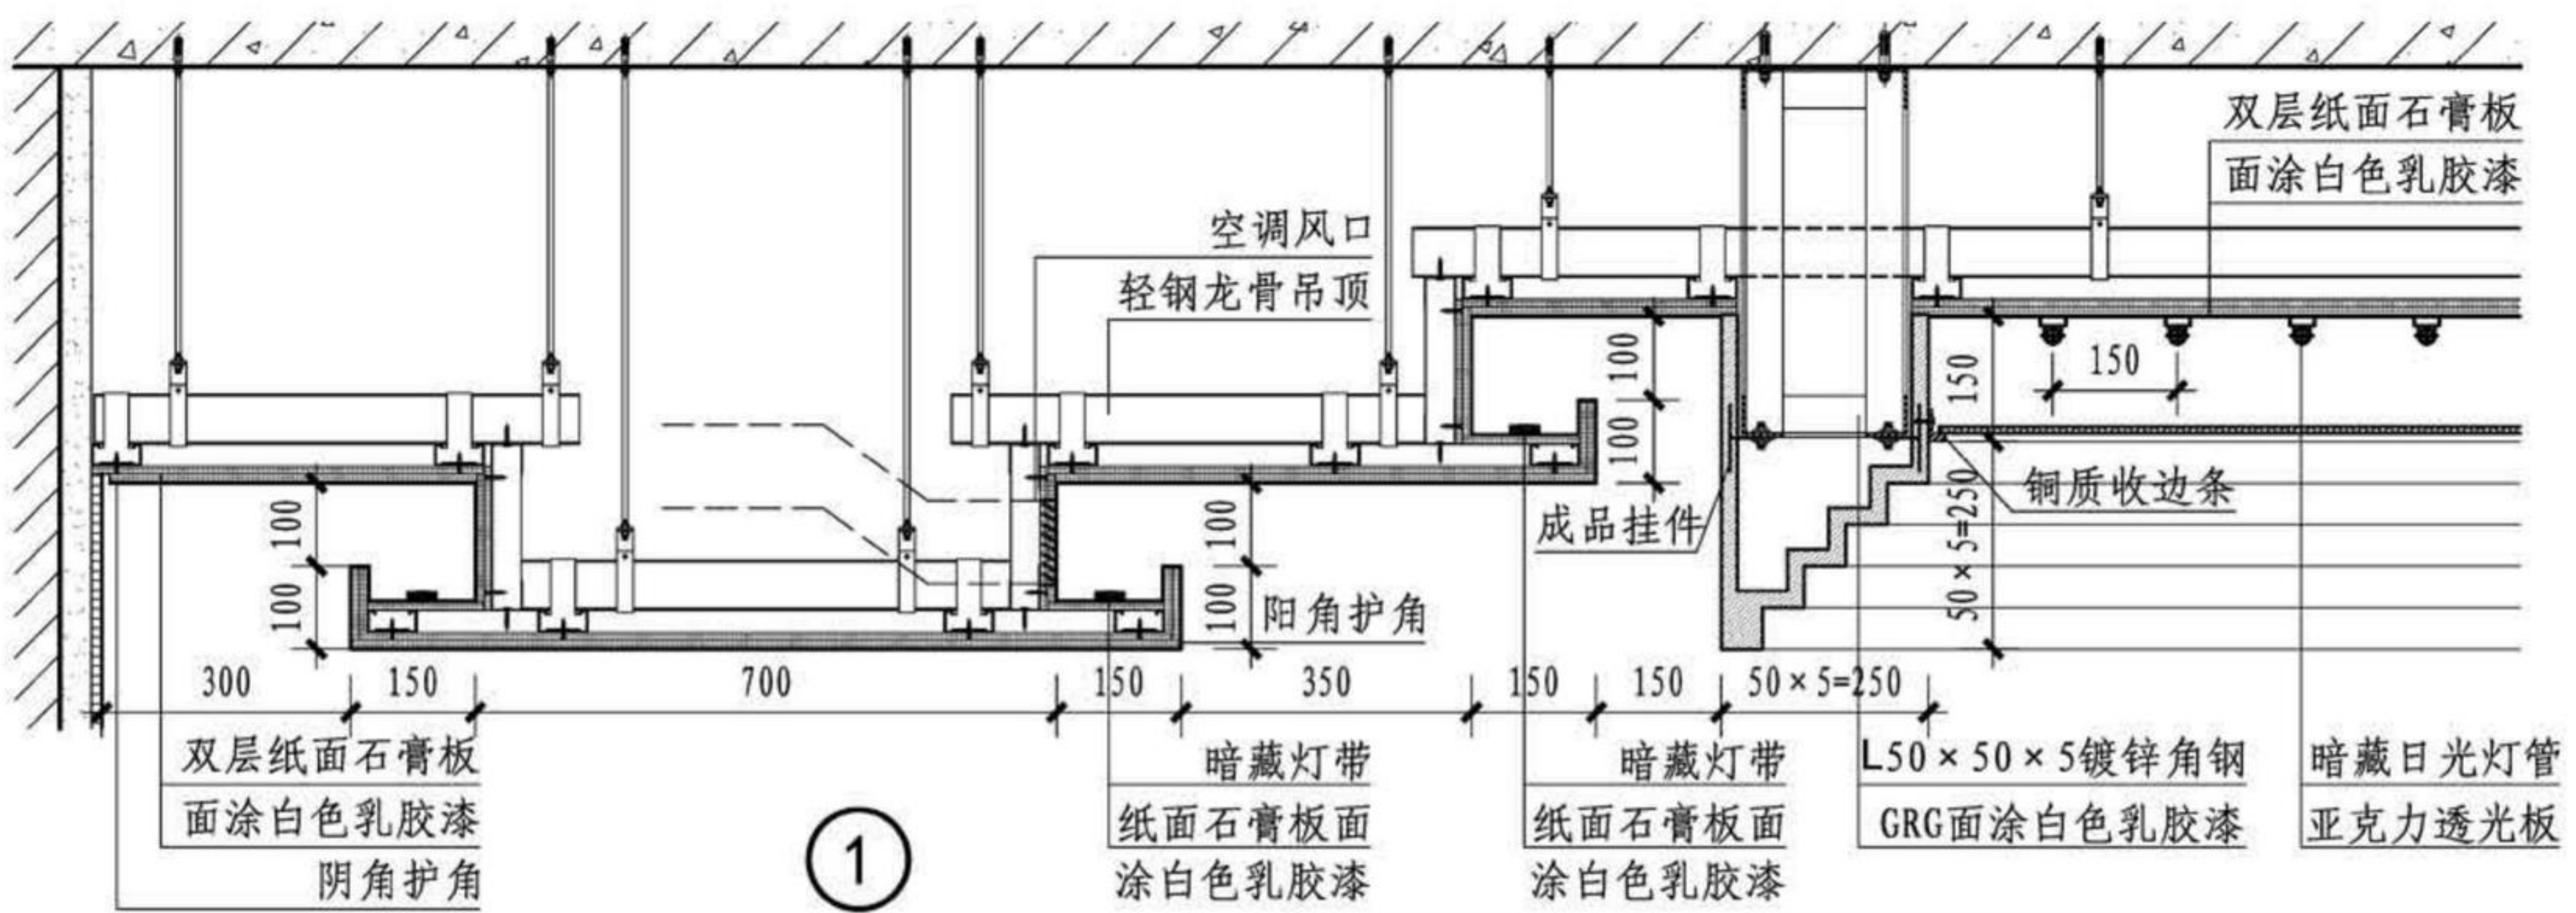 双层纸面石膏板
面涂白色乳胶漆
空调风口
轻钢龙骨吊顶
100
100
150
150
铜质收边条
成品挂件
50×5=250
100
100
100
100
阳角护角
300
150
700
150
350
150
150
50×5=250
双层纸面石膏板
面涂白色乳胶漆
阴角护角
暗藏灯带
纸面石膏板面
涂白色乳胶漆
暗藏灯带
纸面石膏板面
涂白色乳胶漆
L50×50×5镀锌角钢
GRG面涂白色乳胶漆
暗藏日光灯管
亚克力透光板
1